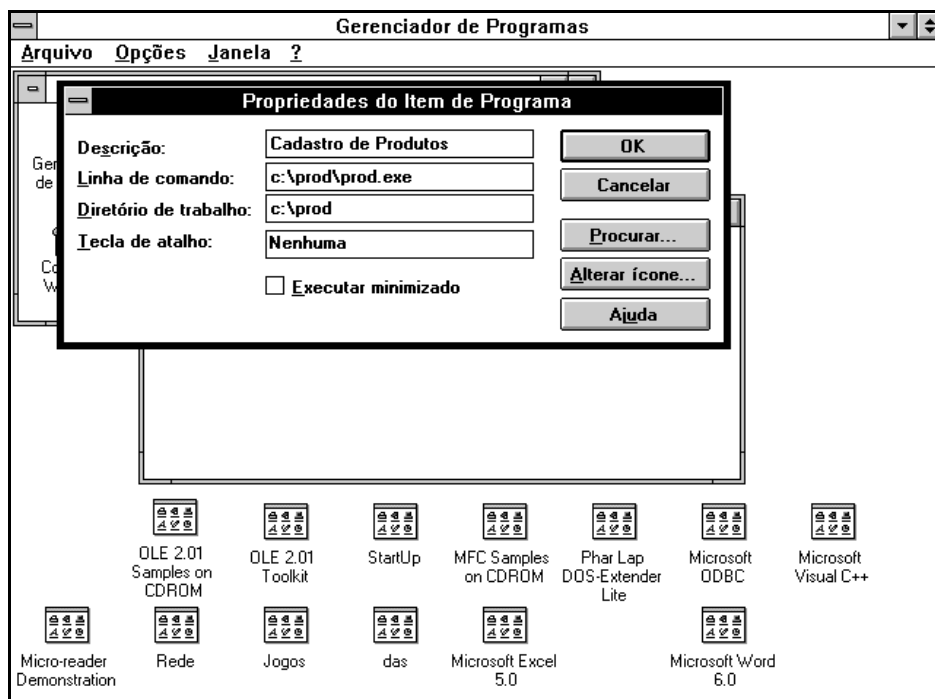 Gerenciador de Programas
Arquivo Opções Janela ?
Propriedades do Item de Programa
Descrição: Cadastro de Produtos
Linha de comando: c:\prod\prod.exe
Diretório de trabalho: c:\prod
Tecla de atalho: Nenhuma
Executar minimizado
OK
Cancelar
Procurar...
Alterar ícone...
Ajuda
Ger
de
Co
W
OLE 2.01
Samples on
CDROM
OLE 2.01
Toolkit
StartUp
MFC Samples
on CDROM
Phar Lap
DOS-Extender
Lite
Microsoft
ODBC
Microsoft
Visual C++
Micro-reader
Demonstration
Rede
Jogos
das
Microsoft Excel
5.0
Microsoft Word
6.0